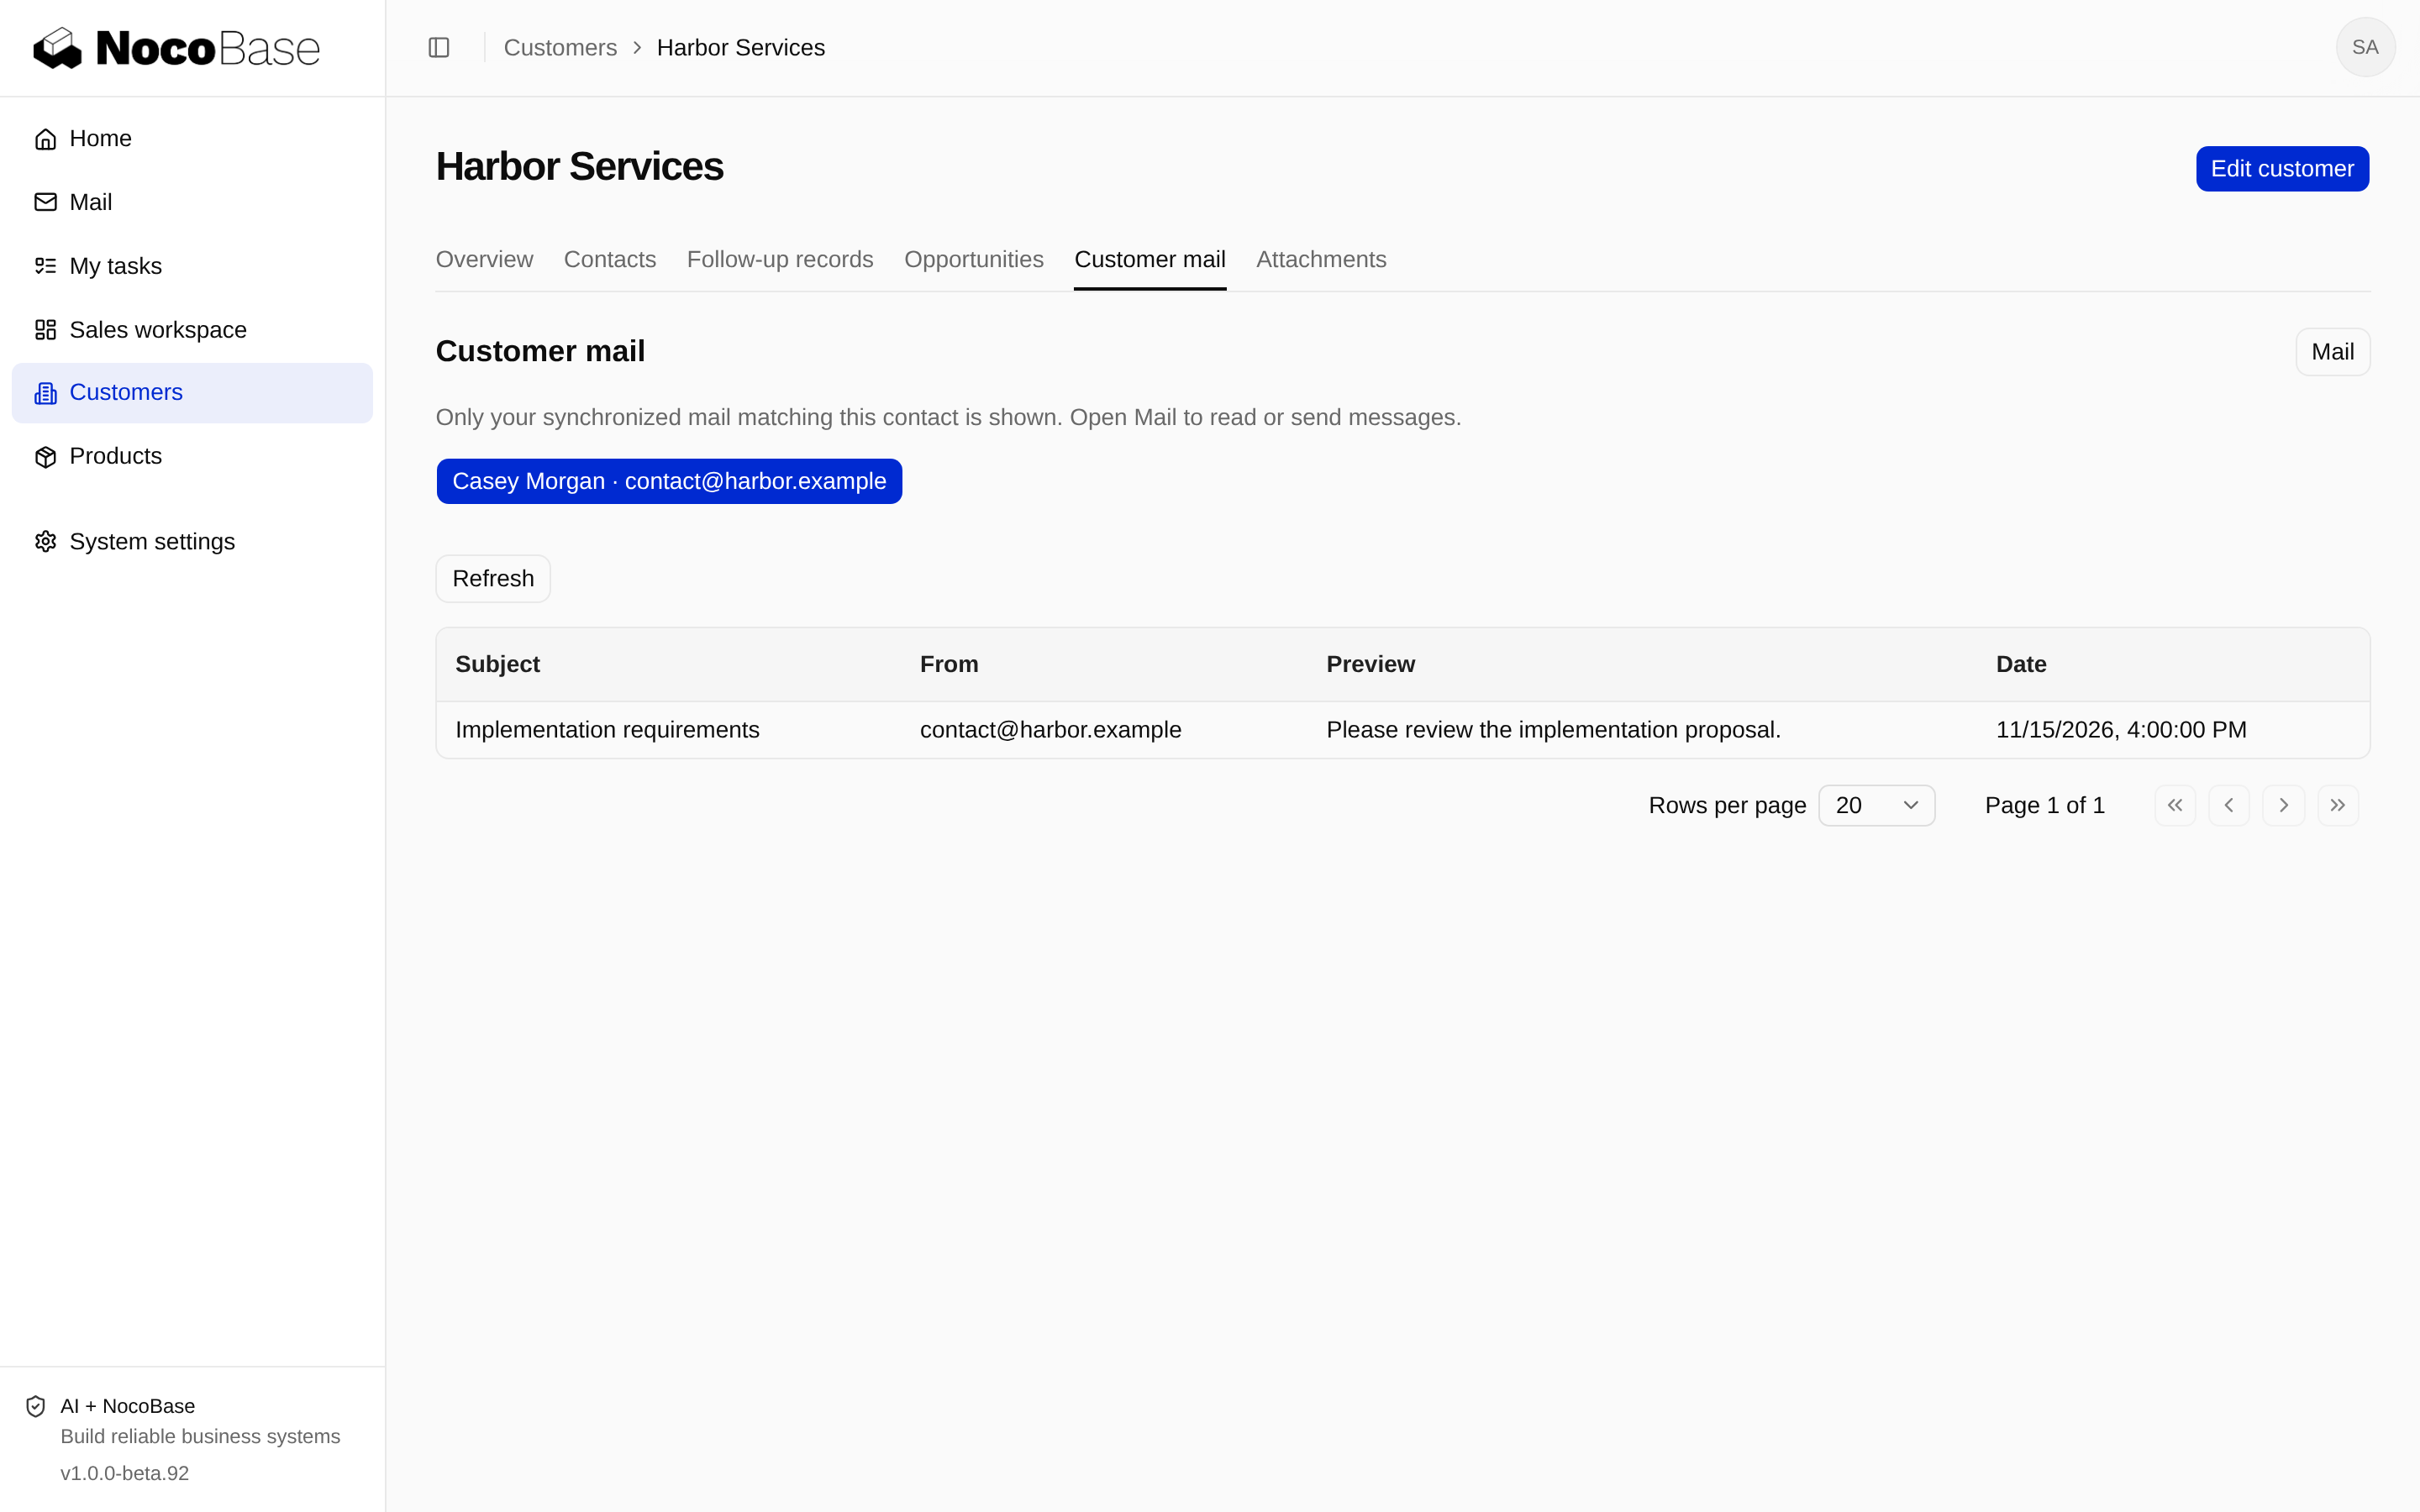 NocoBase
Customers > Harbor Services
SA
Home
Mail
My tasks
Sales workspace
Customers
Products
System settings
Harbor Services
Edit customer
Overview Contacts Follow-up records Opportunities Customer mail Attachments
Customer mail
Mail
Only your synchronized mail matching this contact is shown. Open Mail to read or send messages.
Casey Morgan · contact@harbor.example
Refresh
Subject From Preview Date
Implementation requirements contact@harbor.example Please review the implementation proposal. 11/15/2026, 4:00:00 PM
Rows per page 20 Page 1 of 1
AI + NocoBase
Build reliable business systems
v1.0.0-beta.92